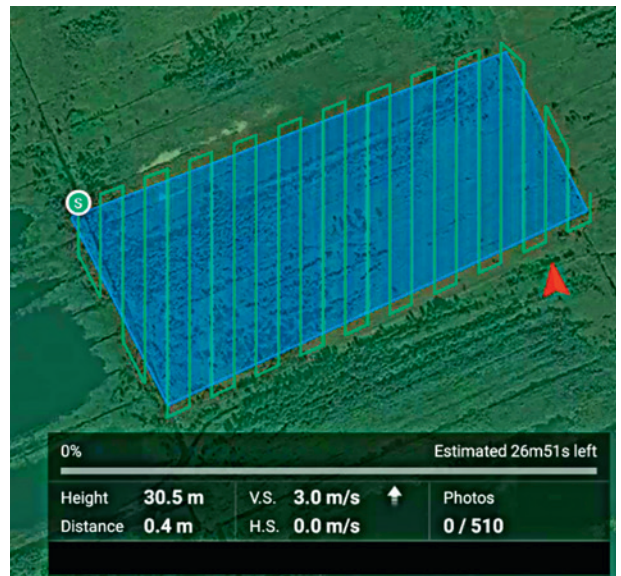 S
0%
Estimated 26m51s left
Height 30.5 m V.S. 3.0 m/s Photos
Distance 0.4 m H.S. 0.0 m/s 0 / 510